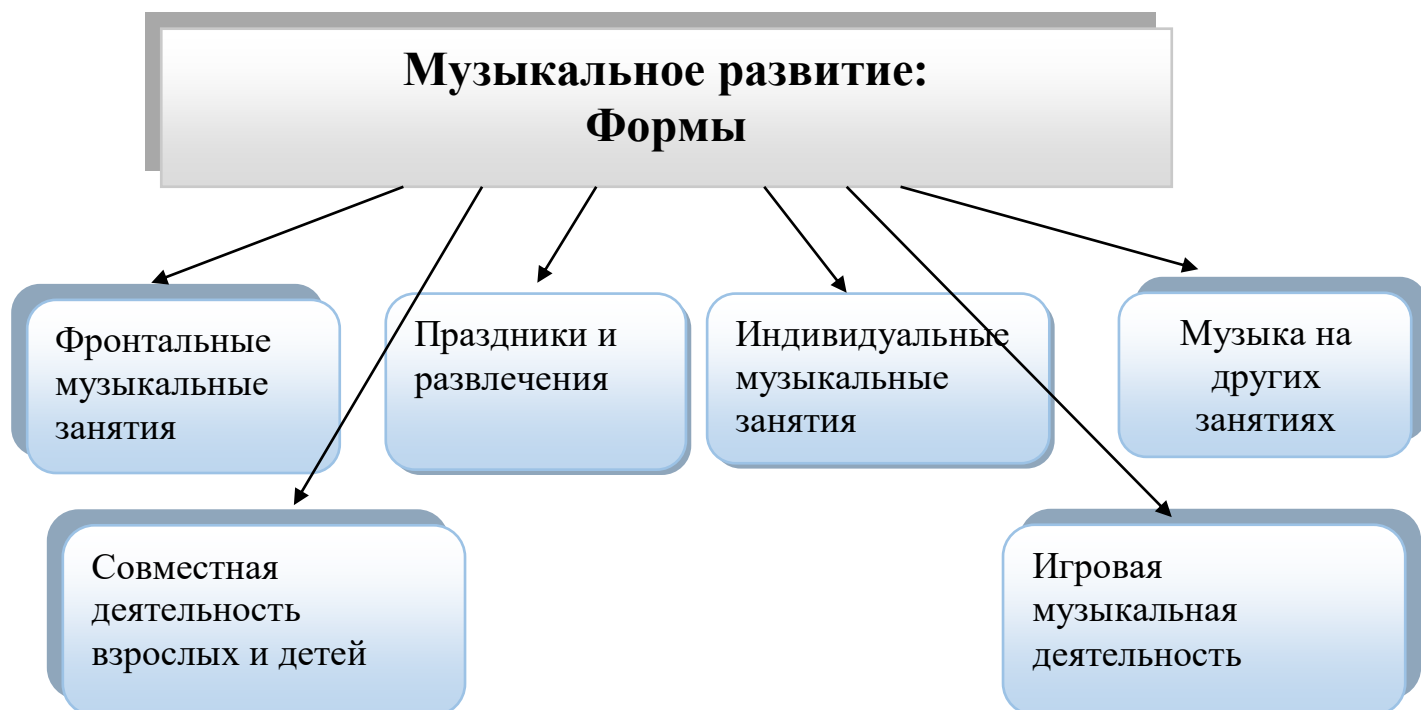 Музыкальное развитие:
Формы
Фронтальные
музыкальные
занятия
Праздники и
развлечения
Индивидуальные
музыкальные
занятия
Музыка на
других
занятиях
Совместная
деятельность
взрослых и детей
Игровая
музыкальная
деятельность